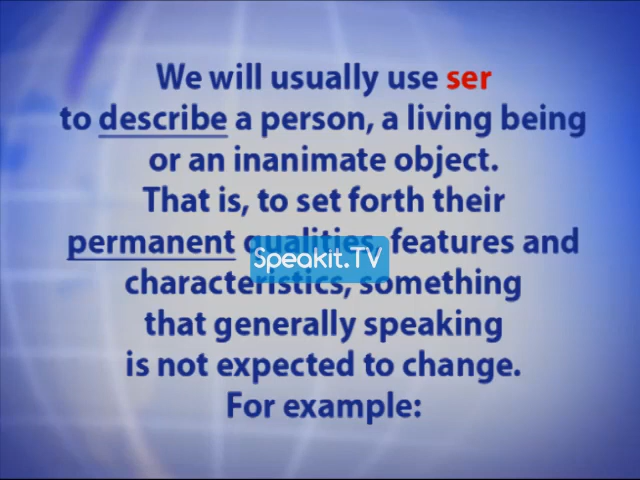 We will usually use ser
to describe a person, a living being
or an inanimate object.
That is, to set forth their
permanent qualities, features and
Speakit.TV
characteristics, something
that generally speaking
is not expected to change.
For example: